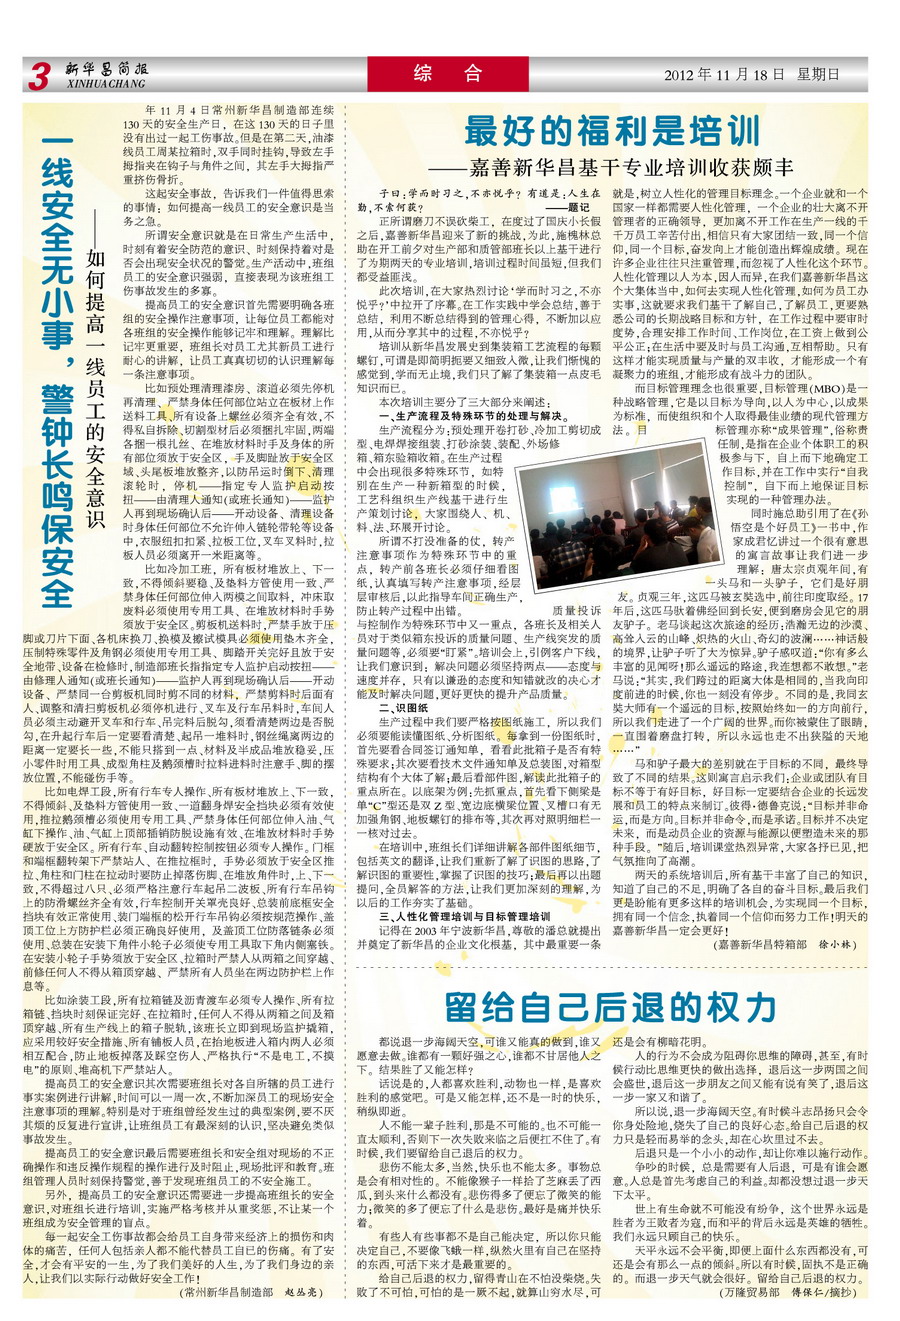 3
新华昌简报
XINHUACHANG
综 合
2012 年 11 月 18 日 星期日
一线安全无小事，警钟长鸣保安全
——如何提高一线员工的安全意识
年 11 月 4 日常州新华昌制造部连续
130 天的安全生产日，在这 130 天的日子里
没有出过一起工伤事故。但是在第二天,油漆
线员工周某拉箱时,双手同时挂钩,导致左手
拇指夹在钩子与角件之间，其左手大拇指严
重挤伤骨折。
这起安全事故，告诉我们一件值得思索
的事情：如何提高一线员工的安全意识是当
务之急。
所谓安全意识就是在日常生产生活中，
时刻有着安全防范的意识、时刻保持着对是
否会出现安全状况的警觉。生产活动中,班组
员工的安全意识强弱，直接表现为该班组工
伤事故发生的多寡。
提高员工的安全意识首先需要明确各班
组的安全操作注意事项，让每位员工都能对
各班组的安全操作能够记牢和理解。理解比
记牢更重要，班组长对员工尤其新员工进行
耐心的讲解，让员工真真切切的认识理解每
一条注意事项。
比如预处理清理漆房、滚道必须先停机
再清理、严禁身体任何部位站立在板材上作
送料工具、所有设备上螺丝必须齐全有效,不
得私自拆除、切割型材后必须捆扎牢固,两端
各捆一根扎丝、在堆放材料时手及身体的所
有部位须放于安全区，手及脚趾放于安全区
域、头尾板堆放整齐,以防吊运时倒下、清理
滚轮时，停机——指定专人监护启动按
扭——由清理人通知(或班长通知)——监护
人再到现场确认后——开动设备、清理设备
时身体任何部位不允许伸人链轮带轮等设备
中,衣服纽扣扣紧、拉板工位,叉车叉料时,拉
板人员必须离开一米距离等。
比如冷加工班，所有板材堆放上、下一
致,不得倾斜要稳、及垫料方管使用一致、严
禁身体任何部位伸入两模之间取料，冲床取
废料必须使用专用工具、在堆放材料时手势
须放于安全区。剪板机送料时,严禁手放于压
脚或刀片下面、各机床换刀、换模及擦试模具必须使用垫木齐全,
压制特殊零件及角钢必须使用专用工具、脚踏开关完好且放于安
全地带、设备在检修时,制造部班长指指定专人监护启动按扭——
由修理人通知(或班长通知)——监护人再到现场确认后——开动
设备、严禁同一台剪板机同时剪不同的材料，严禁剪料时后面有
人、调整和清扫剪板机必须停机进行、叉车及行车吊料时,车间人
员必须主动避开叉车和行车、吊完料后脱勾,须看清楚两边是否脱
勾,在升起行车后一定要看清楚、起吊一堆料时,钢丝绳离两边的
距离一定要长一些,不能只搭到一点、材料及半成品堆放稳妥,压
小零件时用工具、成型角柱及鹅颈槽时拉料进料时注意手、脚的摆
放位置,不能碰伤手等。
比如电焊工段,所有行车专人操作、所有板材堆放上、下一致,
不得倾斜、及垫料方管使用一致、一道翻身焊安全挡块必须有效使
用,推拉鹅颈槽必须使用专用工具、严禁身体任何部位伸入油、气
缸下操作、油、气缸上顶部插销防脱设施有效、在堆放材料时手势
硬放于安全区。所有行车、自动翻转控制按钮必须专人操作。门框
和端框翻转架下严禁站人、在推拉框时，手势必须放于安全区推
拉、角柱和门柱在拉动时要防止掉落伤脚、在堆放角件时,上、下一
致,不得超过八只、必须严格注意行车起吊二波板、所有行车吊钩
上的防滑螺丝齐全有效,行车控制开关罩壳良好、总装前底框安全
挡块有效正常使用、装门端框的松开行车吊钩必须按规范操作、盖
顶工位上方防护栏必须正确良好使用，及盖顶工位防落链条必须
使用、总装在安装下角件小轮子必须使专用工具取下角内侧塞铁。
在安装小轮子手势须放于安全区、拉箱时严禁人从两箱之间穿越、
前修任何人不得从箱顶穿越、严禁所有人员坐在两边防护栏上作
息等。
比如涂装工段,所有拉箱链及沥青渡车必须专人操作、所有拉
箱链、挡块时刻保证完好、在拉箱时,任何人不得从两箱之间及箱
顶穿越、所有生产线上的箱子脱轨,该班长立即到现场监护撬箱,
应采用较好安全措施、所有铺板人员,在抬地板进入箱内两人必须
相互配合,防止地板掉落及踩空伤人、严格执行“不是电工,不摸
电”的原则、堆高机下严禁站人。
提高员工的安全意识其次需要班组长对各自所辖的员工进行
事实案例进行讲解,时间可以一周一次,不断加深员工的现场安全
注意事项的理解。特别是对于班组曾经发生过的典型案例,要不厌
其烦的反复进行宣讲,让班组员工有最深刻的认识,坚决避免类似
事故发生。
提高员工的安全意识最后需要班组长和安全组对现场的不正
确操作和违反操作规程的操作进行及时阻止,现场批评和教育。班
组管理人员时刻保持警觉,善于发现班组员工的不安全施工。
另外，提高员工的安全意识还需要进一步提高班组长的安全
意识,对班组长进行培训,实施严格考核并从重奖惩,不让某一个
班组成为安全管理的盲点。
每一起安全工伤事故都会给员工自身带来经济上的损伤和肉
体的痛苦，任何人包括亲人都不能代替员工自已的伤痛。有了安
全,才会有平安的一生,为了我们美好的人生,为了我们身边的亲
人,让我们以实际行动做好安全工作！
(常州新华昌制造部 赵丛亮)
最好的福利是培训
——嘉善新华昌基干专业培训收获颇丰
子曰:学而时习之,不亦悦乎？有道是:人生在
勤,不索何获？ ——题记
正所谓磨刀不误砍柴工，在度过了国庆小长假
之后,嘉善新华昌迎来了新的挑战,为此,施槐林总
助在开工前夕对生产部和质管部班长以上基干进行
了为期两天的专业培训,培训过程时间虽短,但我们
都受益匪浅。
此次培训,在大家热烈讨论‘学而时习之,不亦
悦乎?’中拉开了序幕。在工作实践中学会总结,善于
总结，利用不断总结得到的管理心得，不断加以应
用,从而分享其中的过程,不亦悦乎?
培训从新华昌发展史到集装箱工艺流程的每颗
螺钉,可谓是即简明扼要又细致人微,让我们惭愧的
感觉到,学而无止境,我们只了解了集装箱一点皮毛
知识而已。
本次培训主要分了三大部分来阐述:
一、生产流程及特殊环节的处理与解决。
生产流程分为:预处理开卷打砂、冷加工剪切成
型、电焊焊接组装、打砂涂装、装配、外场修
箱、箱东验箱收箱。在生产过程
中会出现很多特殊环节，如特
别在生产一种新箱型的时候，
工艺科组织生产线基干进行生
产策划讨论，大家围绕人、机、
料、法、环展开讨论。
所谓不打没准备的仗，转产
注意事项作为特殊环节中的重
点，转产前各班长必须仔细看图
纸,认真填写转产注意事项,经层
层审核后,以此指导车间正确生产,
防止转产过程中出错。 质量投诉
与控制作为特殊环节中又一重点，各班长及相关人
员对于类似箱东投诉的质量问题、生产线突发的质
量问题等,必须要“盯紧”。培训会上,引例客户下线,
让我们意识到：解决问题必须坚持两点——态度与
速度并存，只有以谦逊的态度和知错就改的决心才
能及时解决问题,更好更快的提升产品质量。
二、识图纸
生产过程中我们要严格按图纸施工，所以我们
必须要能读懂图纸、分析图纸。每拿到一份图纸时,
首先要看合同签订通知单，看看此批箱子是否有特
殊要求;其次要看技术文件通知单及总装图,对箱型
结构有个大体了解;最后看部件图,解读此批箱子的
重点所在。以底架为例:先抓重点,首先看下侧梁是
单“C”型还是双 Z 型、宽边底横梁位置、叉槽口有无
加强角钢、地板螺钉的排布等,其次再对照明细栏一
一核对过去。
在培训中,班组长们详细讲解各部件图纸细节,
包括英文的翻译,让我们重新了解了识图的思路,了
解识图的重要性,掌握了识图的技巧;最后再以出题
提问,全员解答的方法,让我们更加深刻的理解,为
以后的工作夯实了基础。
三、人性化管理培训与目标管理培训
记得在 2003 年宁波新华昌,尊敬的潘总就提出
并奠定了新华昌的企业文化根基，其中最重要一条
就是,树立人性化的管理目标理念。一个企业就和一个
国家一样都需要人性化管理，一个企业的壮大离不开
管理者的正确领导，更加离不开工作在生产一线的千
千万员工辛苦付出,相信只有大家团结一致,同一个信
仰,同一个目标,奋发向上才能创造出辉煌成绩。现在
许多企业往往只注重管理,而忽视了人性化这个环节。
人性化管理以人为本,因人而异,在我们嘉善新华昌这
个大集体当中,如何去实现人性化管理,如何为员工办
实事,这就要求我们基干了解自己,了解员工,更要熟
悉公司的长期战略目标和方针，在工作过程中要审时
度势,合理安排工作时间、工作岗位,在工资上做到公
平公正;在生活中要及时与员工沟通,互相帮助。只有
这样才能实现质量与产量的双丰收，才能形成一个有
凝聚力的班组,才能形成有战斗力的团队。
而目标管理理念也很重要,目标管理(MBO)是一
种战略管理,它是以目标为导向,以人为中心,以成果
为标准，而使组织和个人取得最佳业绩的现代管理方
法。目 标管理亦称“成果管理”,俗称责
任制,是指在企业个体职工的积
极参与下，自上而下地确定工
作目标,并在工作中实行“自我
控制”，自下而上地保证目标
实现的一种管理办法。
同时施总助引用了在《孙
悟空是个好员工》一书中,作
家成君忆讲过一个很有意思
的寓言故事让我们进一步
理解：唐太宗贞观年间,有
一头马和一头驴子，它们是好朋
友。贞观三年,这匹马被玄奘选中,前往印度取经。17
年后,这匹马驮着佛经回到长安,便到磨房会见它的朋
友驴子。老马谈起这次旅途的经历:浩瀚无边的沙漠、
高耸人云的山峰、炽热的火山、奇幻的波澜……神话般
的境界,让驴子听了大为惊异。驴子感叹道:“你有多么
丰富的见闻呀!那么遥远的路途,我连想都不敢想。”老
马说:“其实,我们跨过的距离大体是相同的,当我向印
度前进的时候,你也一刻没有停步。不同的是,我同玄
奘大师有一个遥远的目标,按照始终如一的方向前行,
所以我们走进了一个广阔的世界。而你被蒙住了眼睛,
一直围着磨盘打转，所以永远也走不出狭隘的天地
……”
马和驴子最大的差别就在于目标的不同，最终导
致了不同的结果。这则寓言启示我们:企业或团队有目
标不等于有好目标，好目标一定要结合企业的长远发
展和员工的特点来制订。彼得·德鲁克说:“目标并非命
运,而是方向。目标并非命令,而是承诺。目标并不决定
未来，而是动员企业的资源与能源以便塑造未来的那
种手段。”随后,培训课堂热烈异常,大家各抒已见,把
气氛推向了高潮。
两天的系统培训后,所有基干丰富了自己的知识,
知道了自己的不足,明确了各自的奋斗目标。最后我们
更是盼能有更多这样的培训机会,为实现同一个目标,
拥有同一个信念,执着同一个信仰而努力工作!明天的
嘉善新华昌一定会更好!
(嘉善新华昌特箱部 徐小林)
留给自己后退的权力
都说退一步海阔天空,可谁又能真的做到,谁又
愿意去做。谁都有一颗好强之心,谁都不甘居他人之
下。结果胜了又能怎样?
话说是的,人都喜欢胜利,动物也一样,是喜欢
胜利的感觉吧。可是又能怎样,还不是一时的快乐,
稍纵即逝。
人不能一辈子胜利,那是不可能的。也不可能一
直太顺利,否则下一次失败来临之后便扛不住了。有
时候,我们要留给自己退后的权力。
悲伤不能太多,当然,快乐也不能太多。事物总
是会有相对性的。不能像猴子一样拾了芝麻丢了西
瓜,到头来什么都没有。悲伤得多了便忘了微笑的能
力;微笑的多了便忘了什么是悲伤。最好是痛并快乐
着。
有些人有些事都不是自己能决定，所以你只能
决定自己,不要像飞蛾一样,纵然火里有自己在坚持
的东西,可活下来才是最重要的。
给自己后退的权力,留得青山在不怕没柴烧。失
败了不可怕,可怕的是一蹶不起,就算山穷水尽,可
还是会有柳暗花明。
人的行为不会成为阻碍你思维的障碍,甚至,有时
候行动比思维更快的做出选择，退后这一步两国之间
会盛世,退后这一步朋友之间又能有说有笑了,退后这
一步一家又和谐了。
所以说,退一步海阔天空。有时侯斗志昂扬只会令
你身处险地,烧失了自己的良好心态。给自己后退的权
力只是轻而易举的念头,却在心坎里过不去。
后退只是一个小小的动作,却让你难以施行动作。
争吵的时候，总是需要有人后退，可是有谁会愿
意。人总是首先考虑自己的利益。却都没想过退一步天
下太平。
世上有生命就不可能没有纷争，这个世界永远是
胜者为王败者为寇,而和平的背后永远是英雄的牺牲。
我们永远只顾自己的快乐。
天平永远不会平衡,即便上面什么东西都没有,可
还是会有那么一点的倾斜。所以有时侯,固执不是正确
的。而退一步天气就会很好。留给自己后退的权力。
(万隆贸易部 傅保仁/摘抄)